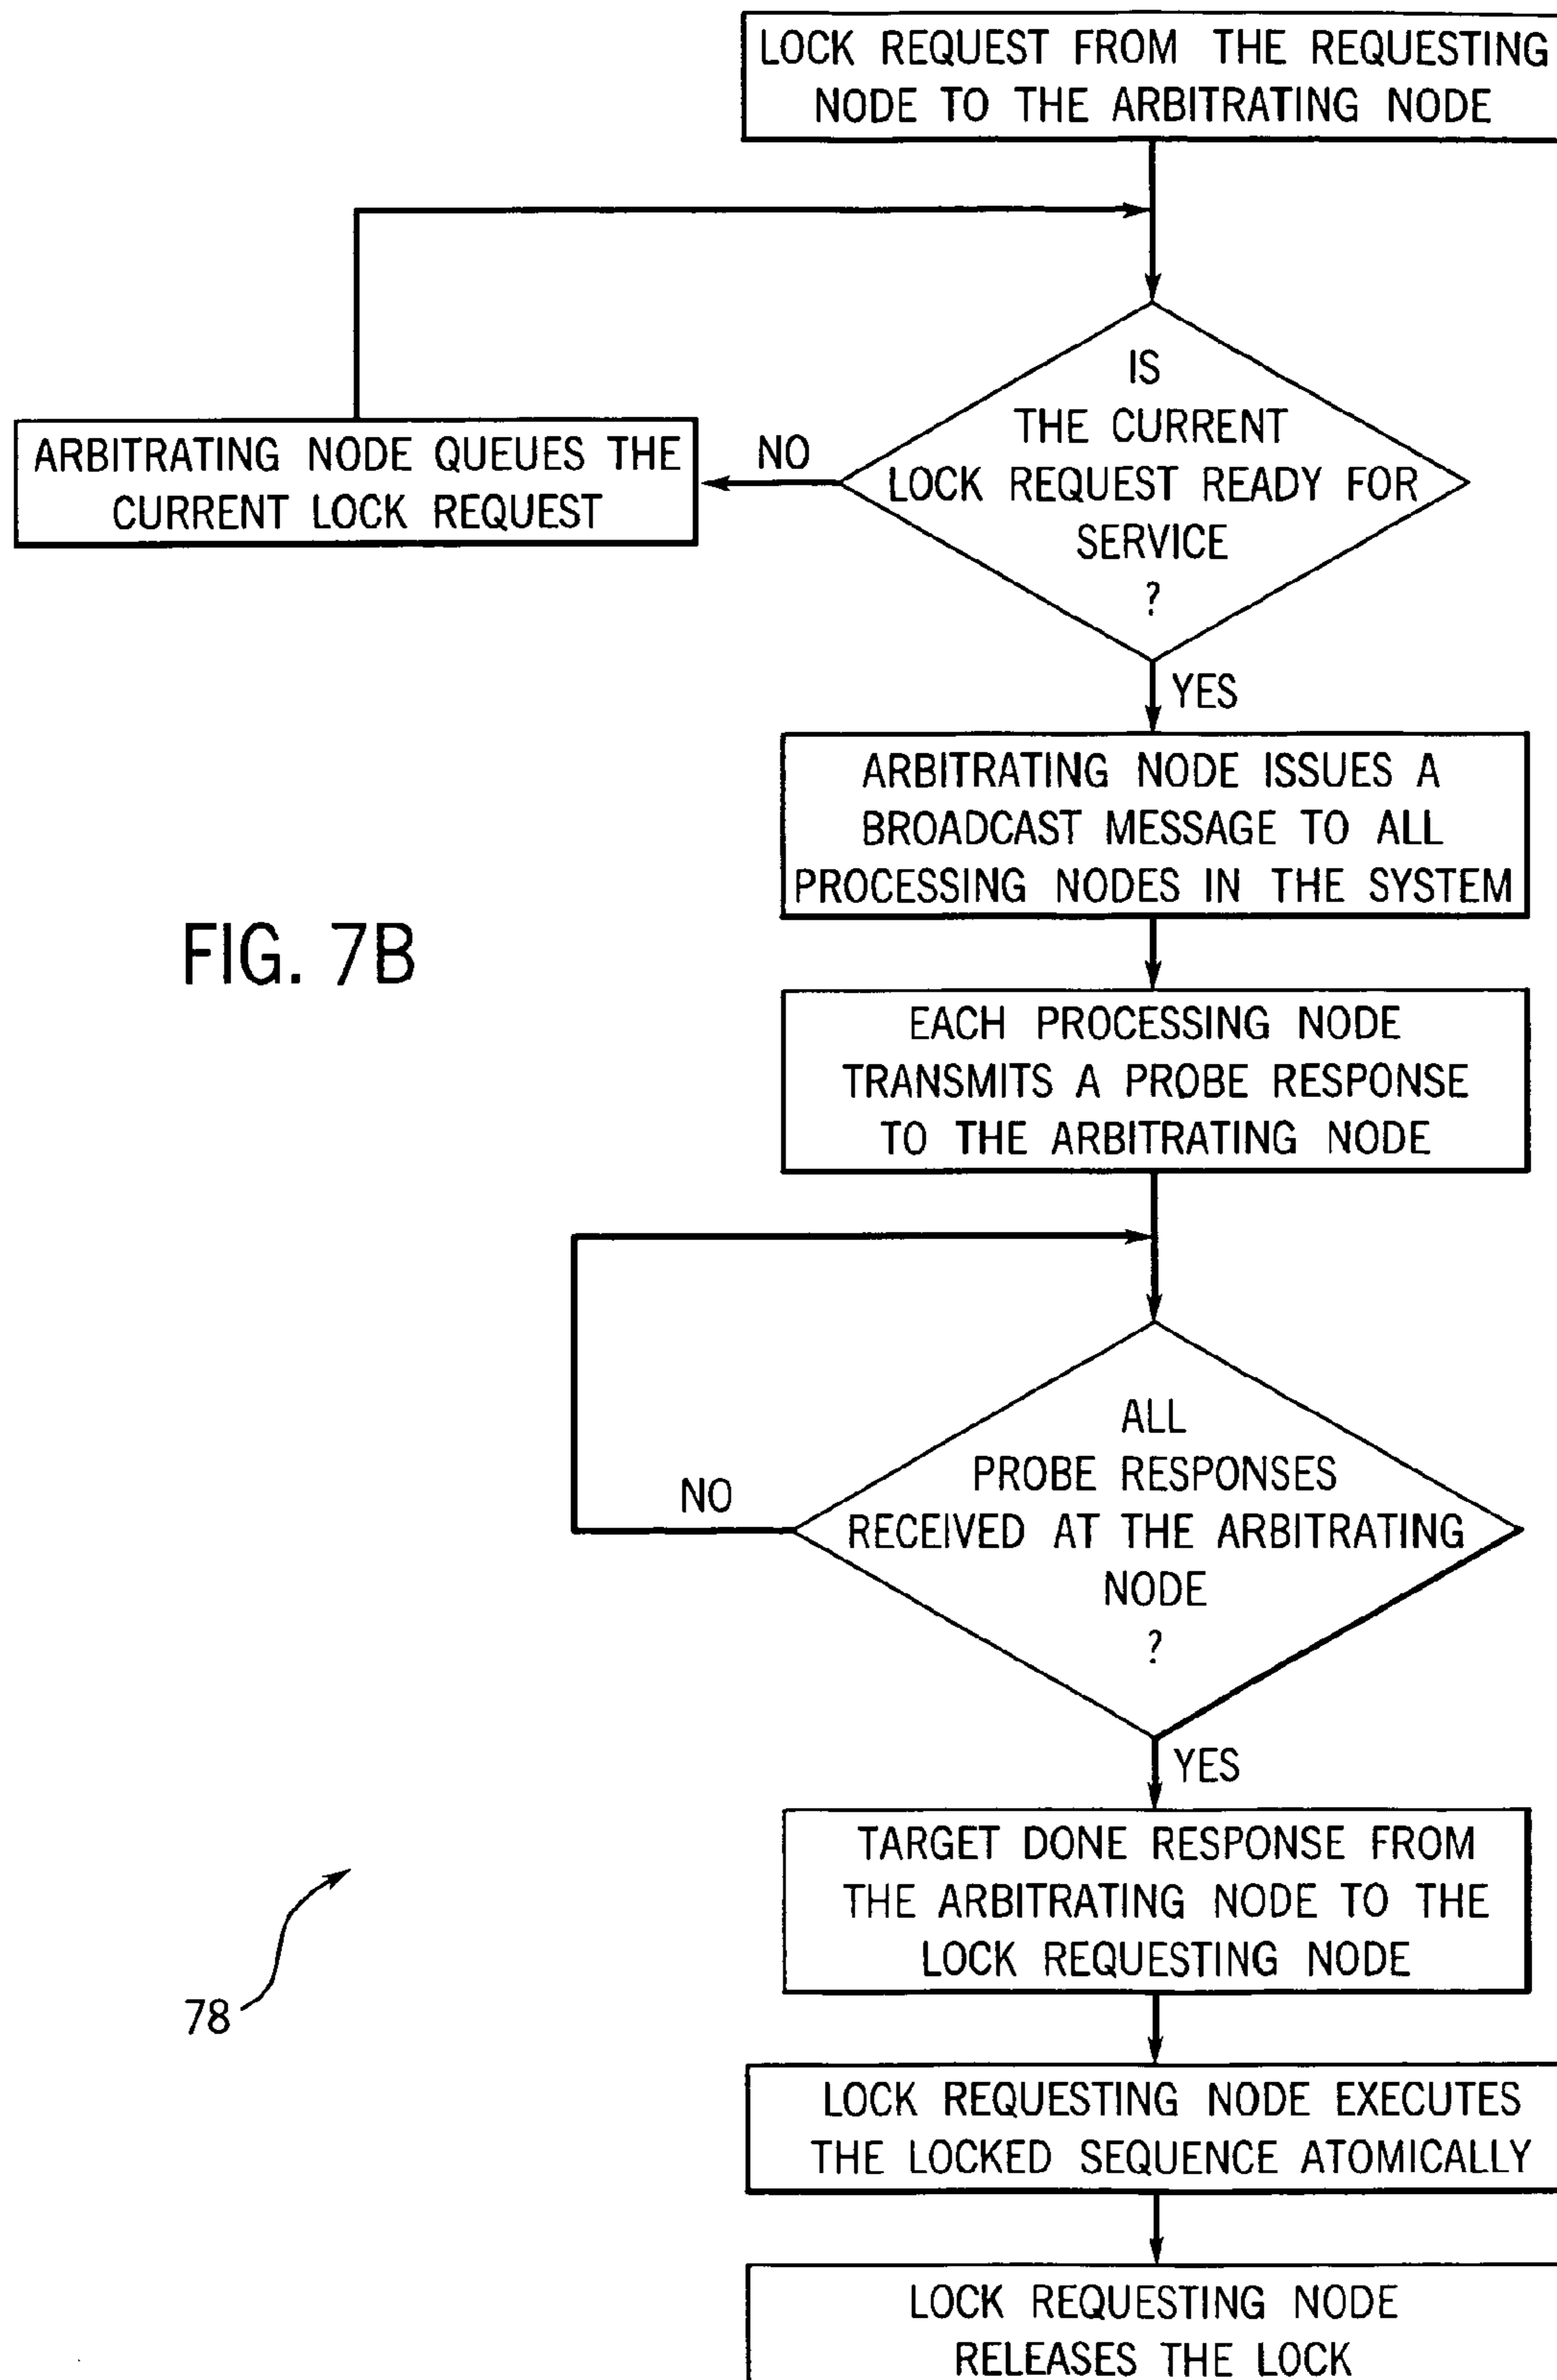 LOCK REQUEST FROM THE REQUESTING
NODE TO THE ARBITRATING NODE
IS
THE CURRENT
LOCK REQUEST READY FOR
SERVICE
?
NO
ARBITRATING NODE QUEUES THE
CURRENT LOCK REQUEST
YES
ARBITRATING NODE ISSUES A
BROADCAST MESSAGE TO ALL
PROCESSING NODES IN THE SYSTEM
FIG. 7B
EACH PROCESSING NODE
TRANSMITS A PROBE RESPONSE
TO THE ARBITRATING NODE
ALL
PROBE RESPONSES
RECEIVED AT THE ARBITRATING
NODE
?
NO
YES
TARGET DONE RESPONSE FROM
THE ARBITRATING NODE TO THE
LOCK REQUESTING NODE
78
LOCK REQUESTING NODE EXECUTES
THE LOCKED SEQUENCE ATOMICALLY
LOCK REQUESTING NODE
RELEASES THE LOCK